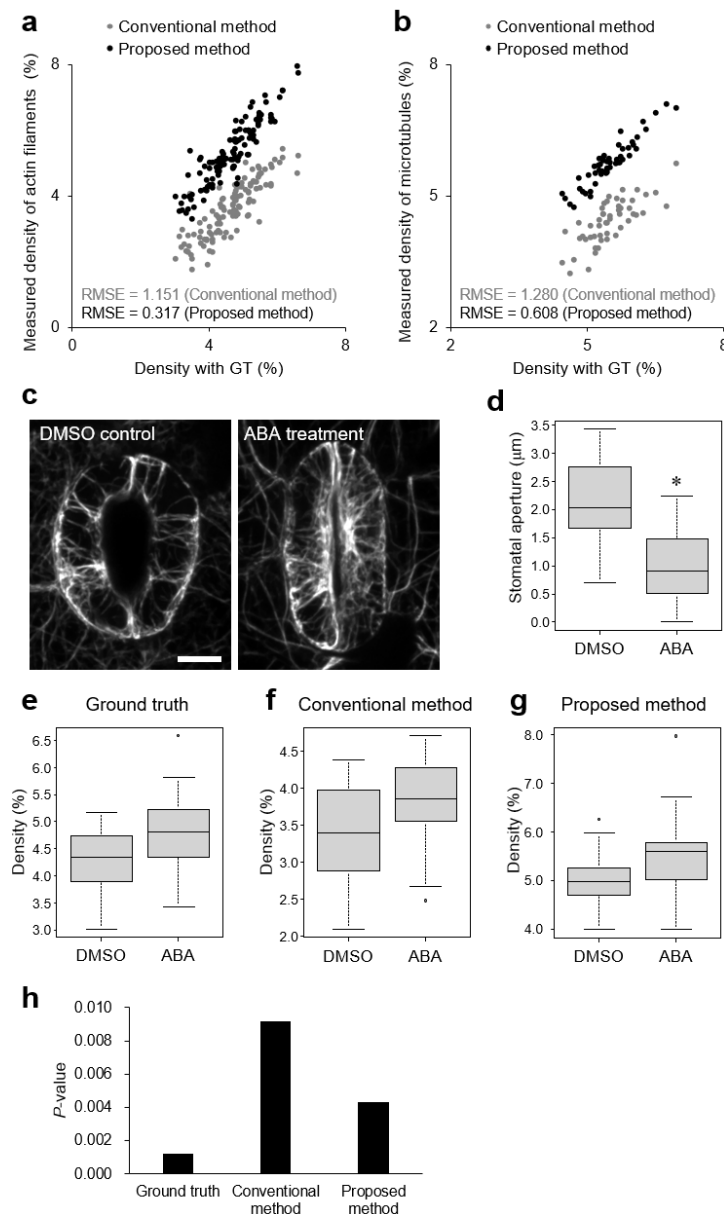 a
Conventional method
Proposed method
Measured density of actin filaments (%)
8
4
0
RMSE = 1.151 (Conventional method)
RMSE = 0.317 (Proposed method)
0 4 8
Density with GT (%)
b
Conventional method
Proposed method
Measured density of microtubules (%)
8
5
2
RMSE = 1.280 (Conventional method)
RMSE = 0.608 (Proposed method)
2 5 8
Density with GT (%)
c
DMSO control
ABA treatment
d
Stomatal aperture (μm)
3.5
3.0
2.5
2.0
1.5
1.0
0.5
0.0
*
DMSO ABA
e
Ground truth
Density (%)
6.5
6.0
5.5
5.0
4.5
4.0
3.5
3.0
DMSO ABA
f
Conventional method
Density (%)
4.5
4.0
3.5
3.0
2.5
2.0
DMSO ABA
g
Proposed method
Density (%)
8.0
7.0
6.0
5.0
4.0
DMSO ABA
h
P-value
0.010
0.008
0.006
0.004
0.002
0.000
Ground truth
Conventional
method
Proposed
method